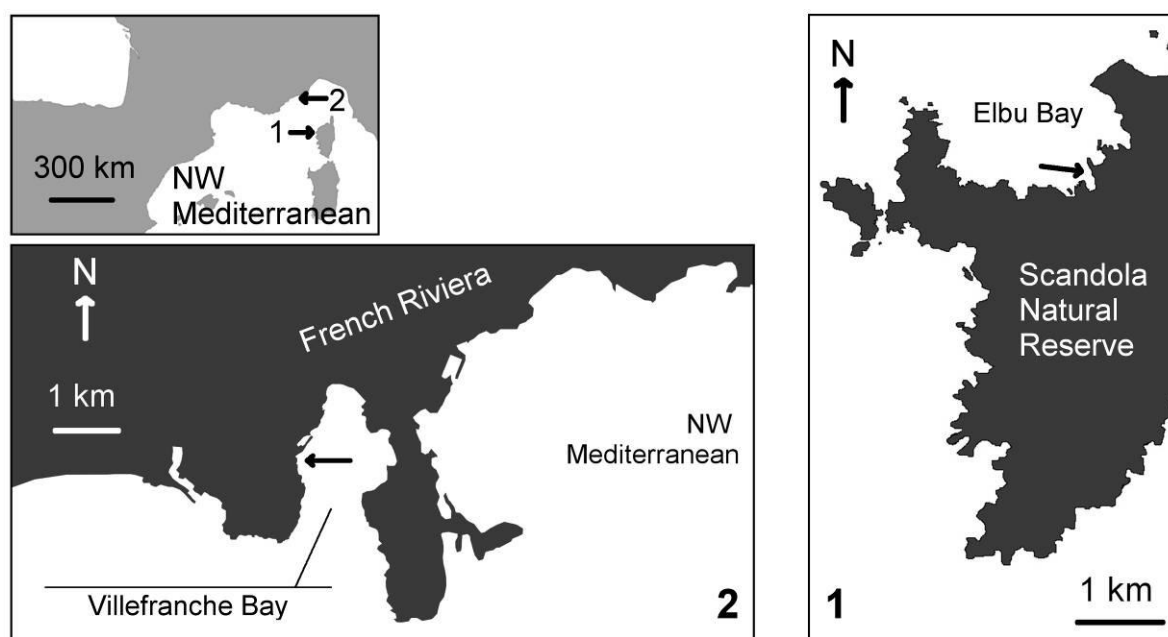 2
1
300 km
NW
Mediterranean
N
French Riviera
1 km
NW
Mediterranean
Villefranche Bay
2
N
Elbu Bay
Scandola
Natural
Reserve
1 km
1